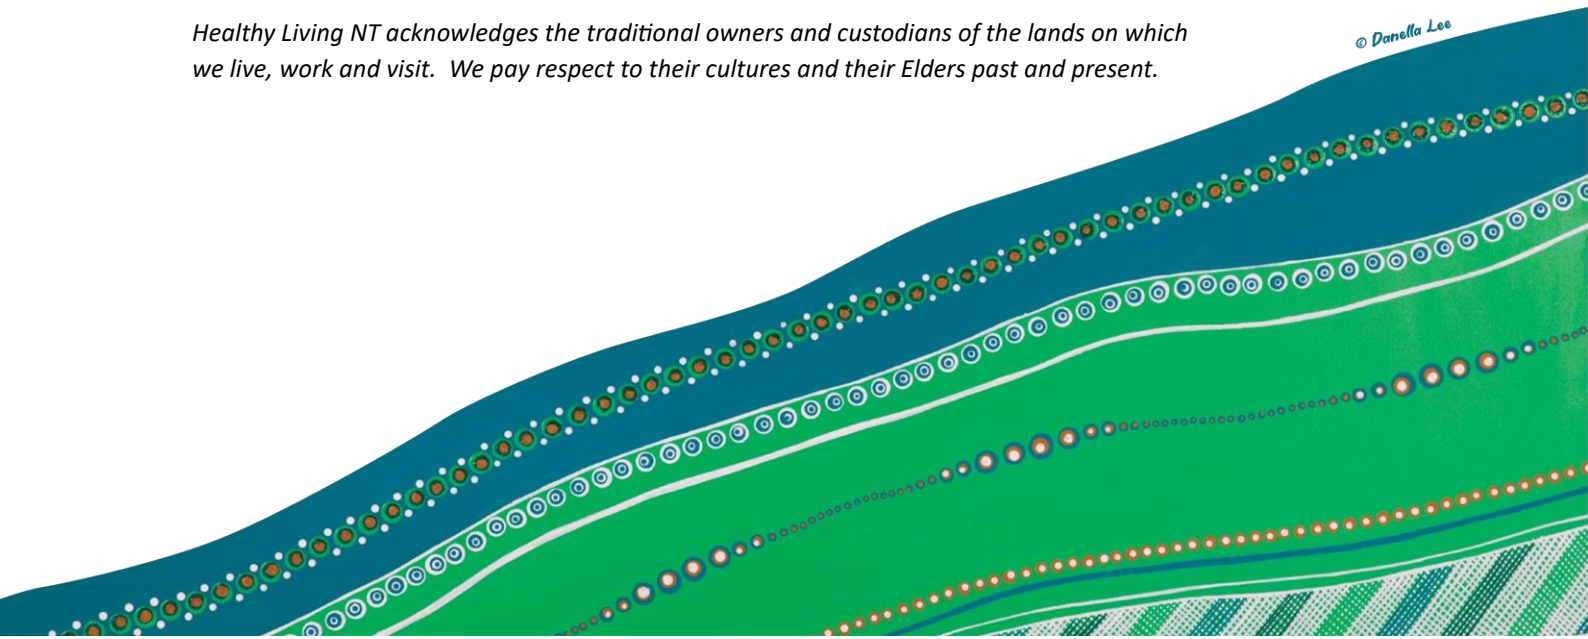 Healthy Living NT acknowledges the traditional owners and custodians of the lands on which
we live, work and visit.  We pay respect to their cultures and their Elders past and present.
© Danella Lee